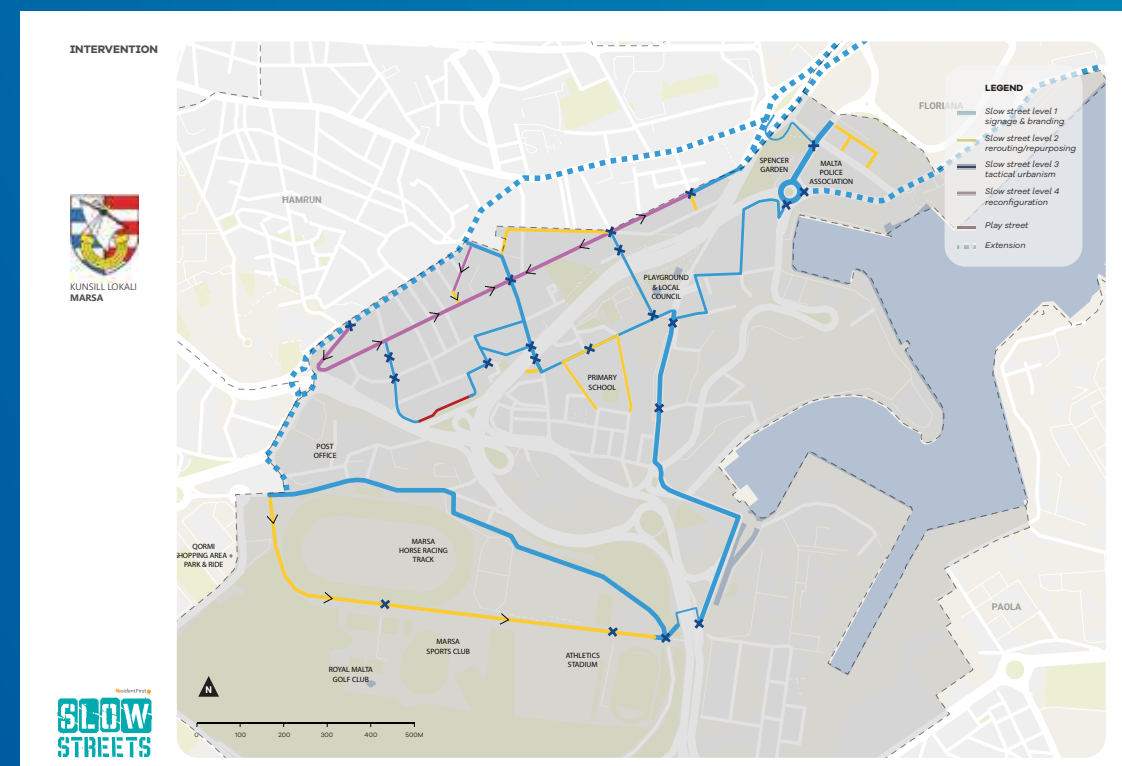 INTERVENTION
KUNSILL LOKALI
MARSA
ResidentFirst
SLOW
STREETS
HAMRUN
FLORIANA
SPENCER
GARDEN
MALTA
POLICE
ASSOCIATION
PLAYGROUND
& LOCAL
COUNCIL
PRIMARY
SCHOOL
POST
OFFICE
QORMI
SHOPPING AREA +
PARK & RIDE
MARSA
HORSE RACING
TRACK
MARSA
SPORTS CLUB
ROYAL MALTA
GOLF CLUB
ATHLETICS
STADIUM
PAOLA
N
0 100 200 300 400 500M
LEGEND
Slow street level 1
signage & branding
Slow street level 2
rerouting/repurposing
Slow street level 3
tactical urbanism
Slow street level 4
reconfiguration
Play street
Extension